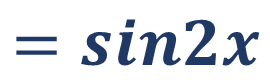 = sin2x